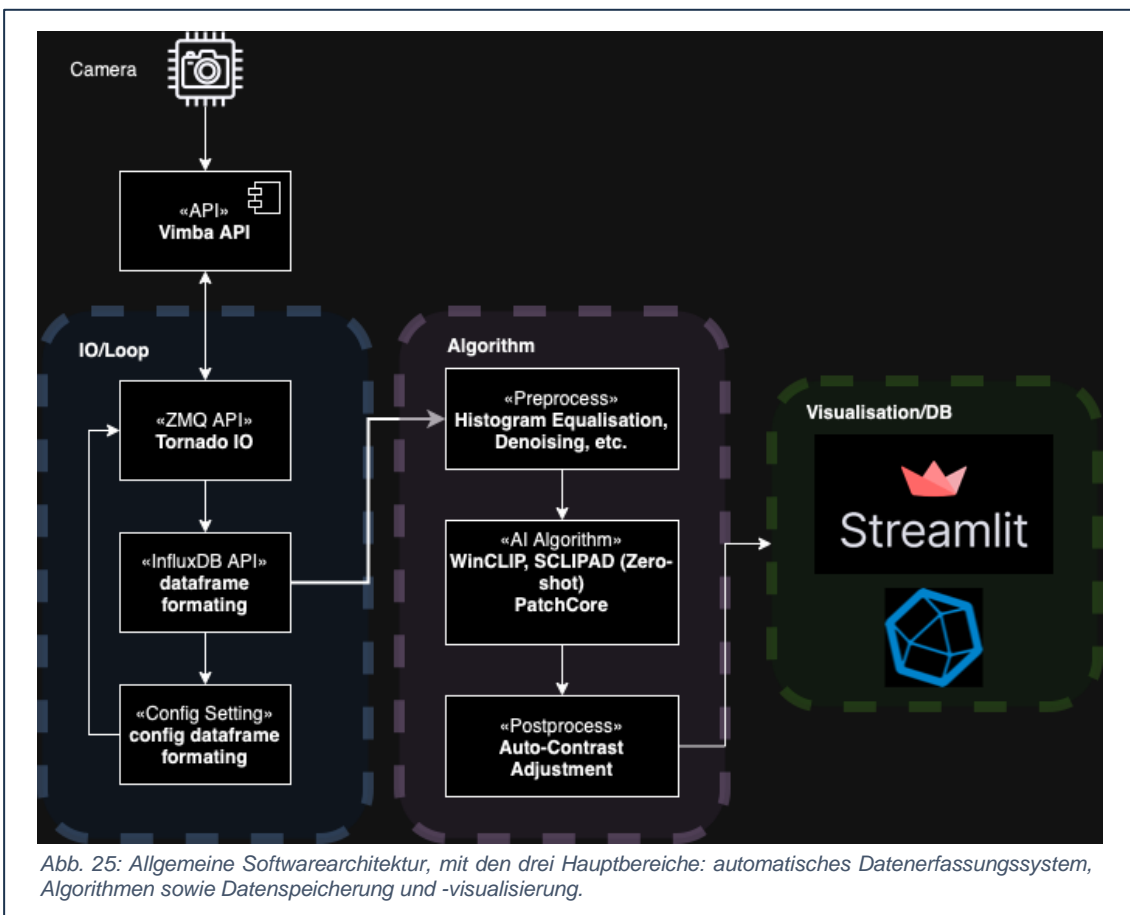 Camera
«API»
Vimba API
IO/Loop
«ZMQ API»
Tornado IO
«InfluxDB API»
dataframe
formating
«Config Setting»
config dataframe
formating
Algorithm
«Preprocess»
Histogram Equalisation,
Denoising, etc.
«AI Algorithm»
WinCLIP, SCLIPAD (Zero-
shot)
PatchCore
«Postprocess»
Auto-Contrast
Adjustment
Visualisation/DB
Streamlit
Abb. 25: Allgemeine Softwarearchitektur, mit den drei Hauptbereiche: automatisches Datenerfassungssystem,
Algorithmen sowie Datenspeicherung und -visualisierung.